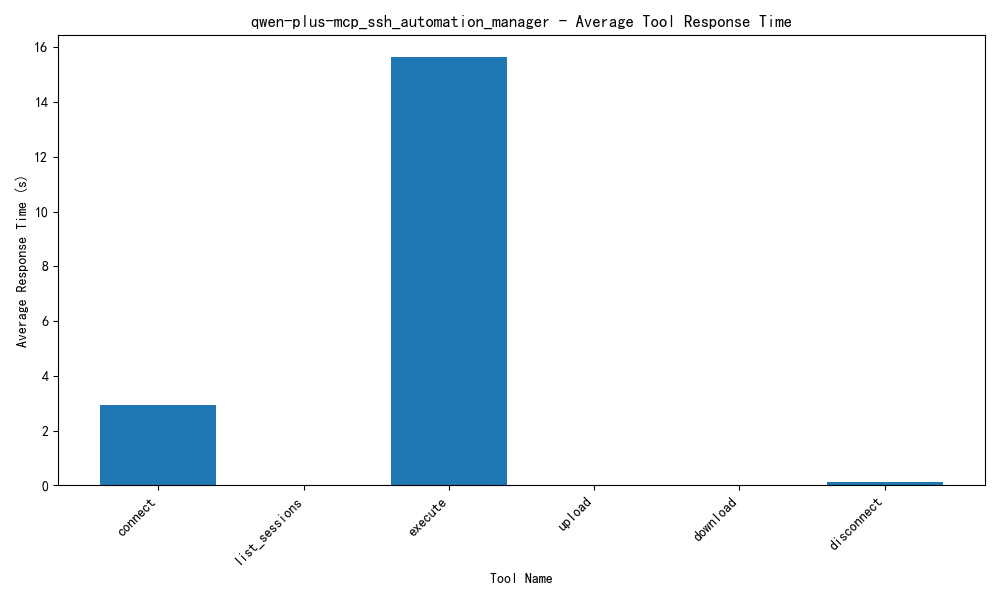 qwen-plus-mcp_ssh_automation_manager - Average Tool Response Time
Average Response Time (s)
16
14
12
10
8
6
4
2
0
connect
list_sessions
execute
upload
download
disconnect
Tool Name